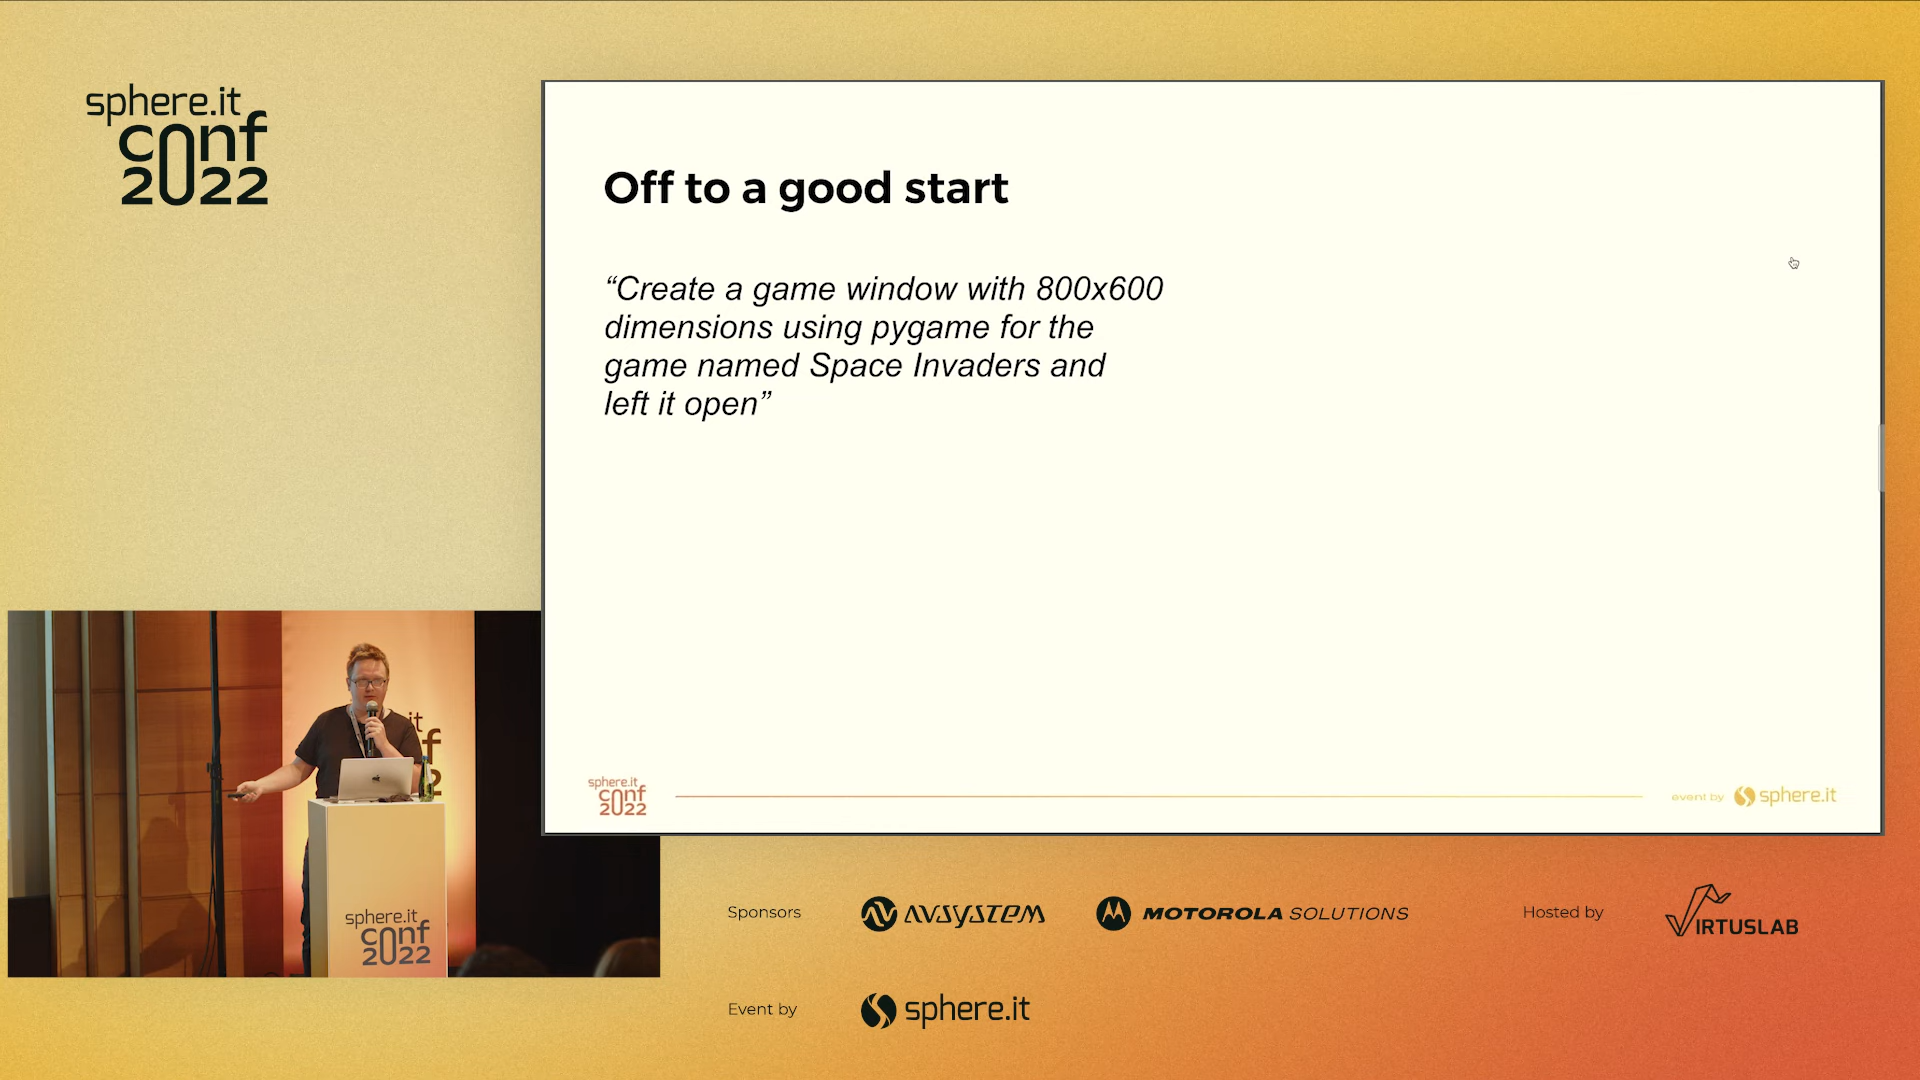 sphere.it
conf
2022
Off to a good start
“Create a game window with 800x600
dimensions using pygame for the
game named Space Invaders and
left it open”
sphere.it
conf
2022
event by sphere.it
it
f
2
sphere.it
conf
2022
Sponsors AVSYSTEM MOTOROLA SOLUTIONS Hosted by VIRTUSLAB
Event by sphere.it